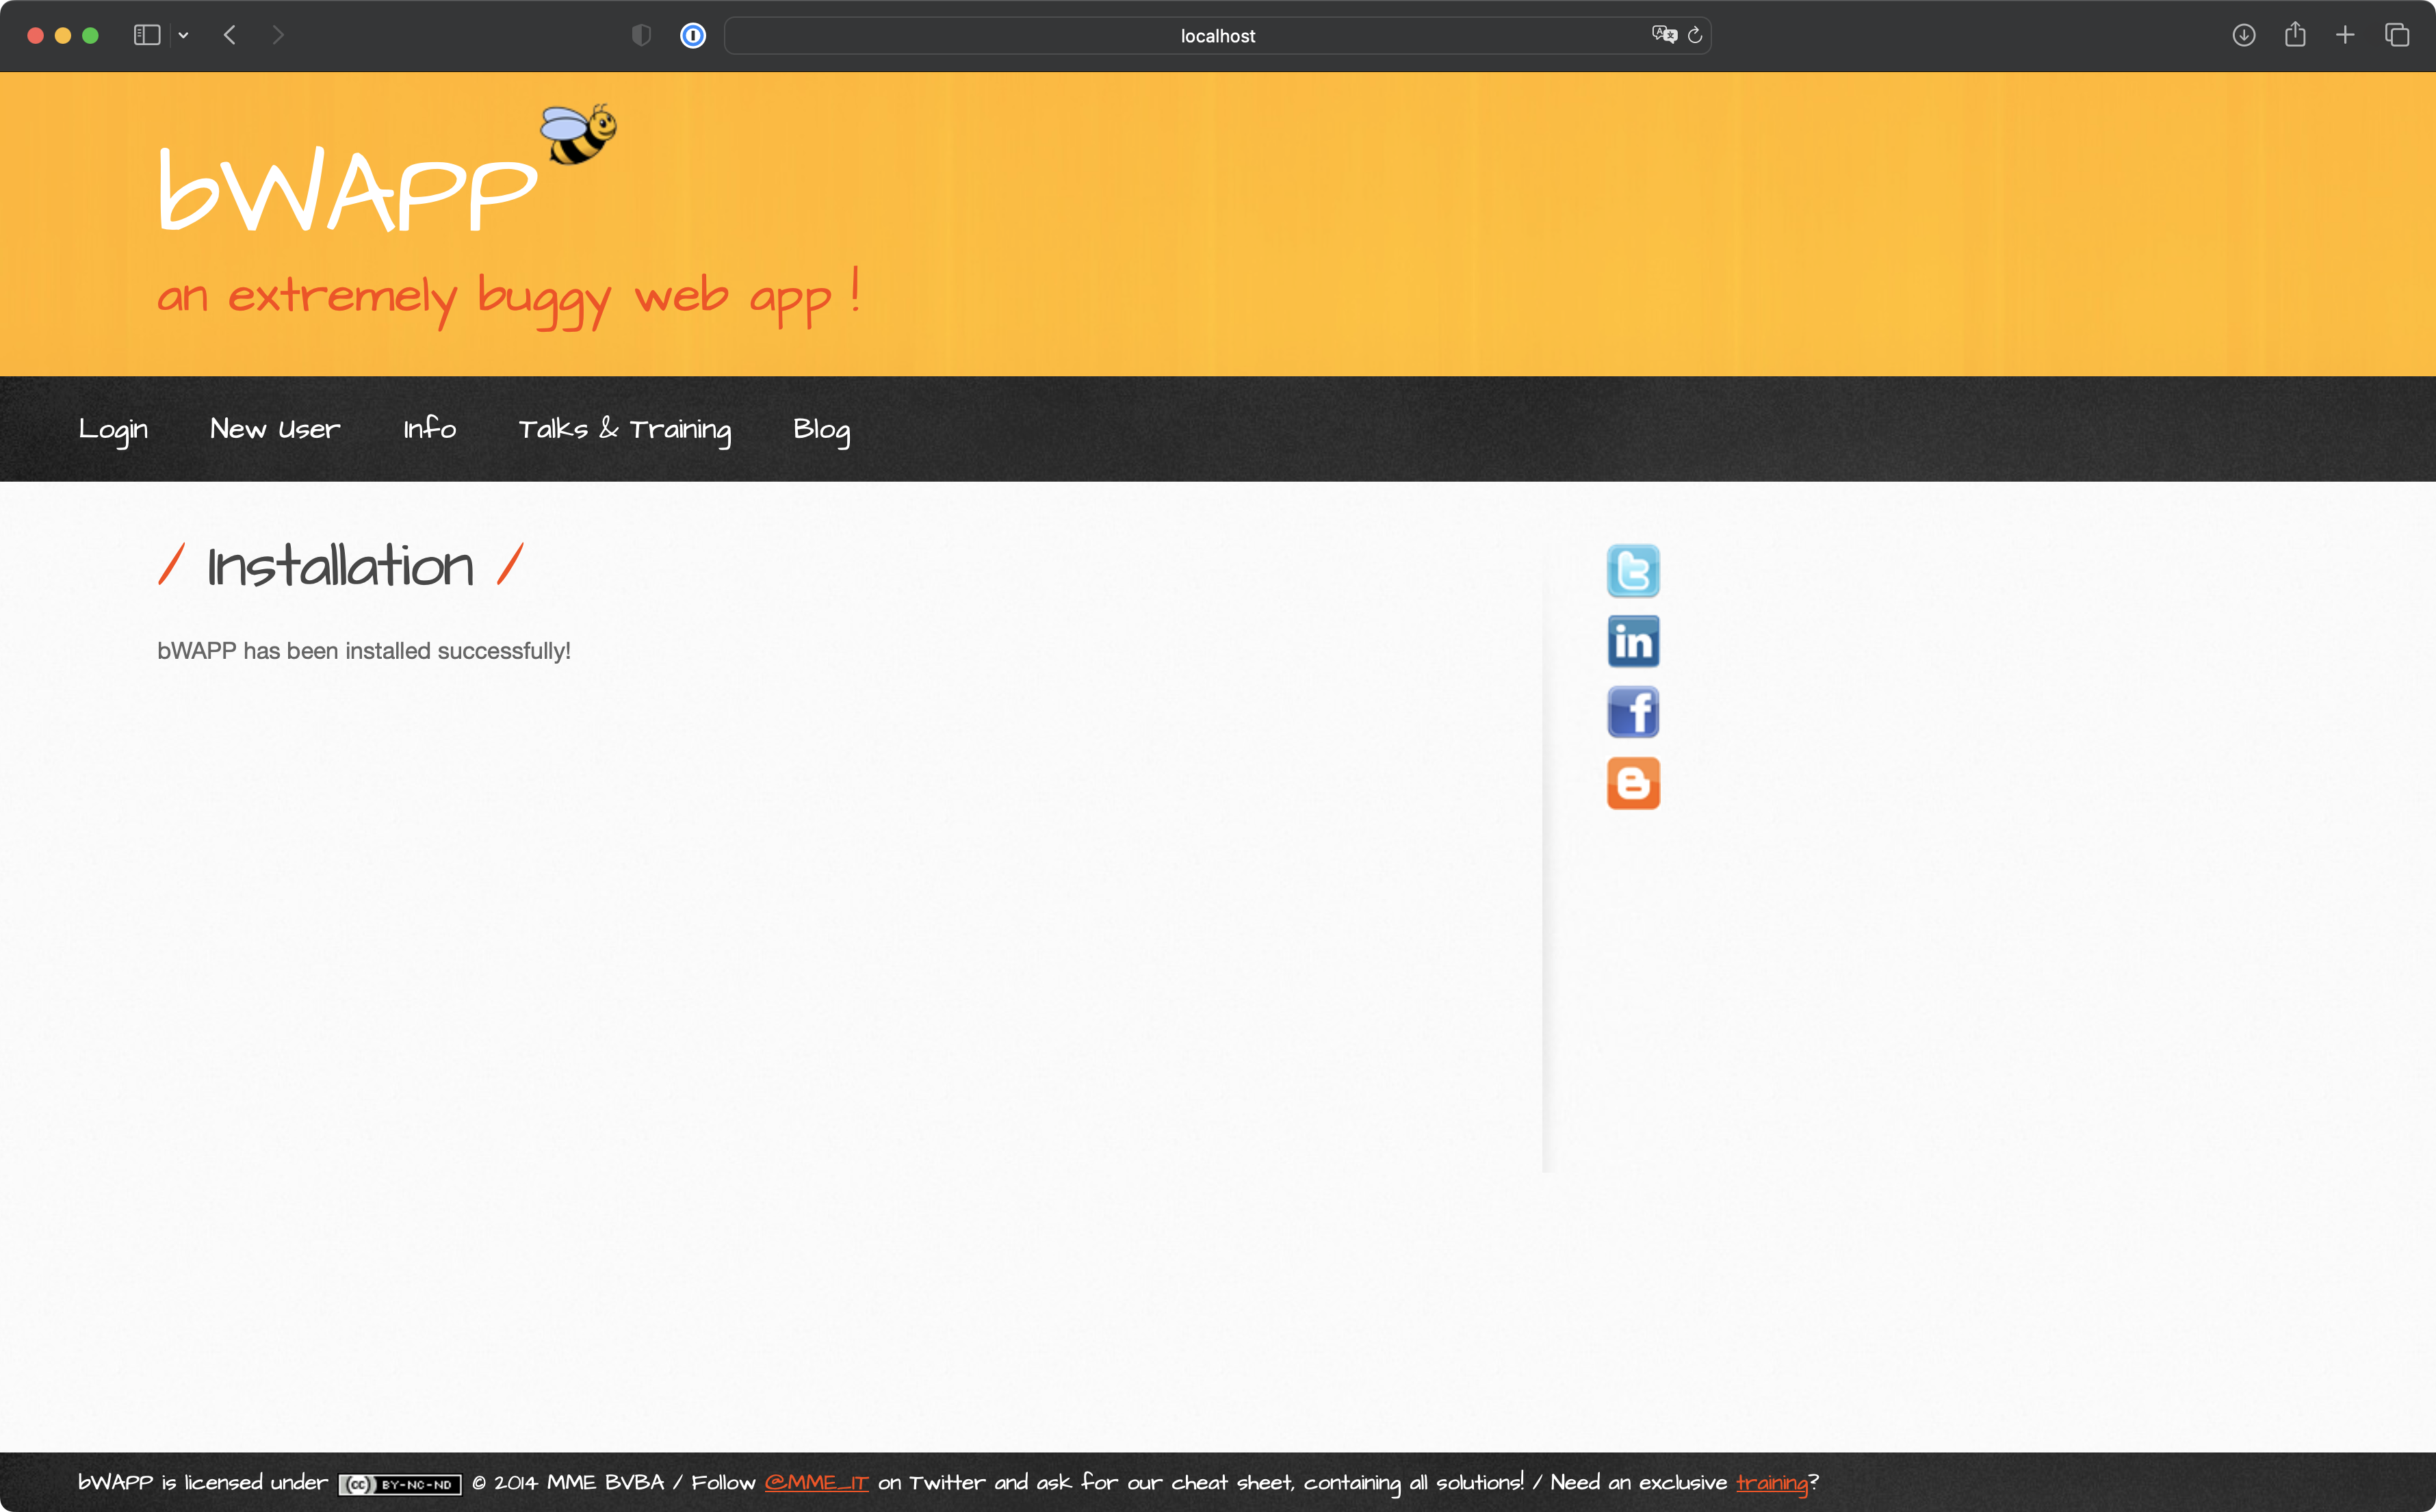 localhost
bWAPP
an extremely buggy web app !
Login New User Info Talks & Training Blog
/ Installation /
bWAPP has been installed successfully!
bWAPP is licensed under (cc) BY-NC-ND © 2014 MME BVBA / Follow @MME_IT on Twitter and ask for our cheat sheet, containing all solutions! / Need an exclusive training?